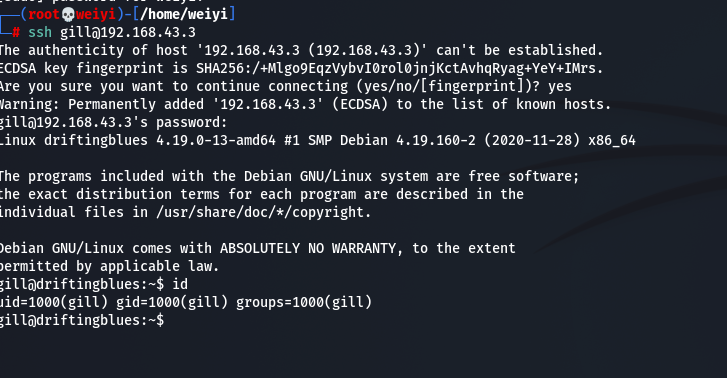 (root💀weiyi)-[/home/weiyi]
# ssh gill@192.168.43.3
The authenticity of host '192.168.43.3 (192.168.43.3)' can't be established.
ECDSA key fingerprint is SHA256:/+Mlgo9EqzVybvI0rol0jnjKctAvhqRyag+YeY+IMrs.
Are you sure you want to continue connecting (yes/no/[fingerprint])? yes
Warning: Permanently added '192.168.43.3' (ECDSA) to the list of known hosts.
gill@192.168.43.3's password:
Linux driftingblues 4.19.0-13-amd64 #1 SMP Debian 4.19.160-2 (2020-11-28) x86_64
The programs included with the Debian GNU/Linux system are free software;
the exact distribution terms for each program are described in the
individual files in /usr/share/doc/*/copyright.
Debian GNU/Linux comes with ABSOLUTELY NO WARRANTY, to the extent
permitted by applicable law.
gill@driftingblues:~$ id
uid=1000(gill) gid=1000(gill) groups=1000(gill)
gill@driftingblues:~$